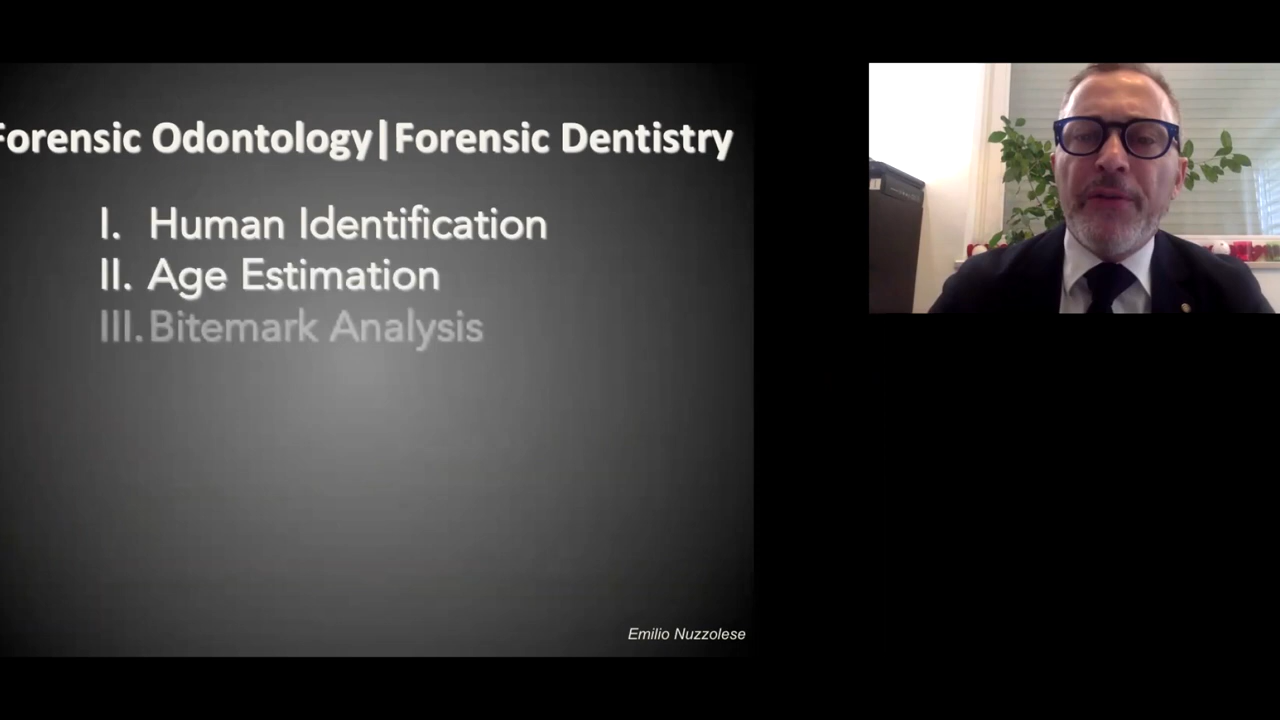 Forensic Odontology|Forensic Dentistry
I. Human Identification
II. Age Estimation
III. Bitemark Analysis
Emilio Nuzzolese